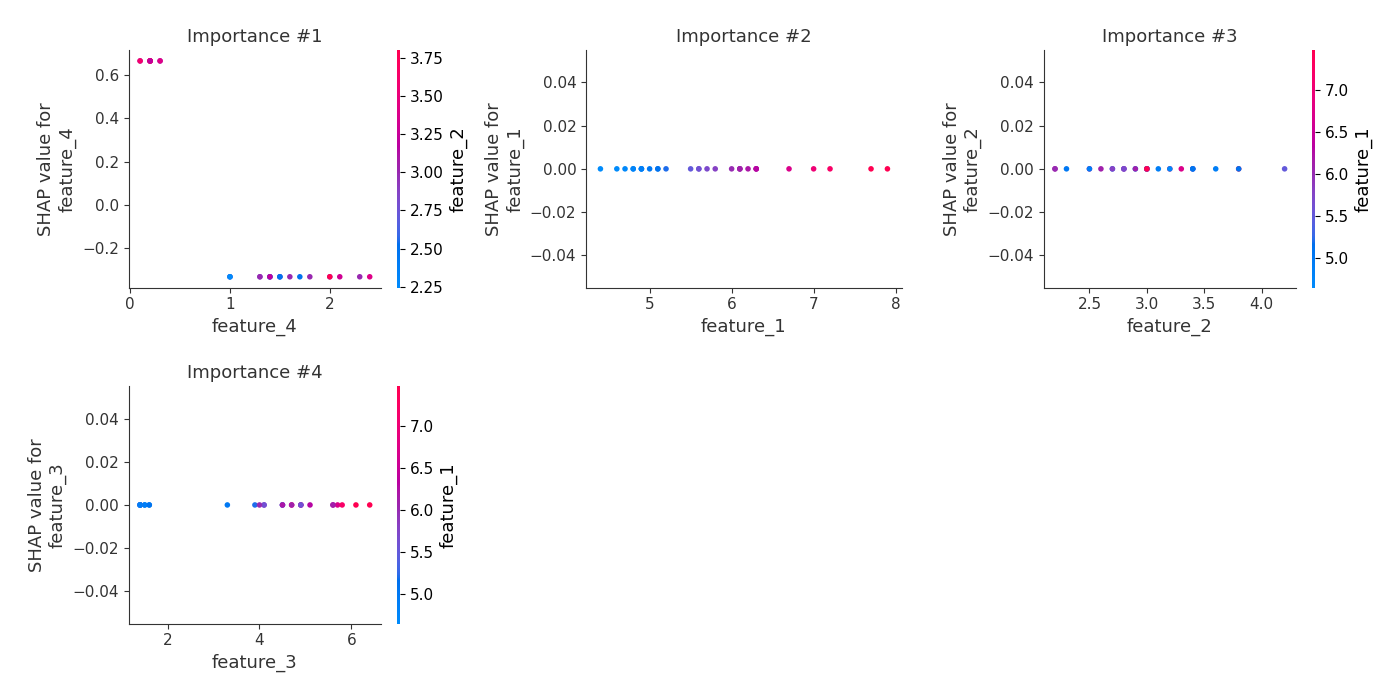 Importance #1
0.6
0.4
0.2
0.0
−0.2
SHAP value for
feature_4
0
1
2
feature_4
3.75
3.50
3.25
3.00
2.75
2.50
2.25
feature_2
Importance #2
0.04
0.02
0.00
−0.02
−0.04
SHAP value for
feature_1
5
6
7
8
feature_1
Importance #3
0.04
0.02
0.00
−0.02
−0.04
SHAP value for
feature_2
2.5
3.0
3.5
4.0
feature_2
7.0
6.5
6.0
5.5
5.0
feature_1
Importance #4
0.04
0.02
0.00
−0.02
−0.04
SHAP value for
feature_3
2
4
6
feature_3
7.0
6.5
6.0
5.5
5.0
feature_1